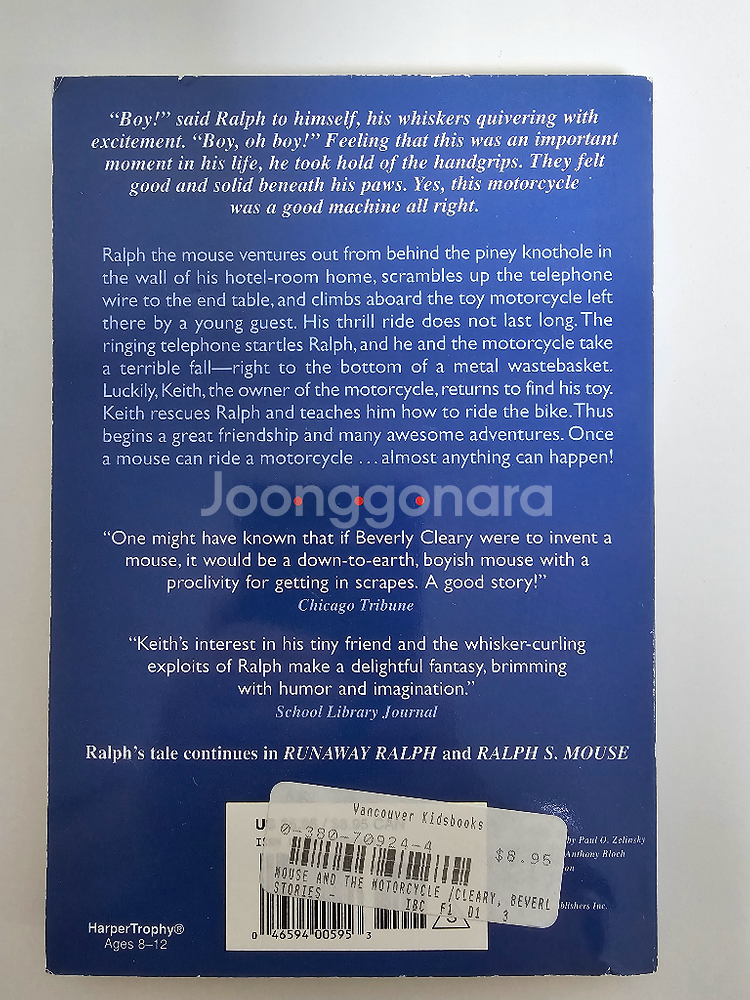 “Boy!” said Ralph to himself, his whiskers quivering with
excitement. “Boy, oh boy!” Feeling that this was an important
moment in his life, he took hold of the handgrips. They felt
good and solid beneath his paws. Yes, this motorcycle
was a good machine all right.
Ralph the mouse ventures out from behind the piney knothole in
the wall of his hotel-room home, scrambles up the telephone
wire to the end table, and climbs aboard the toy motorcycle left
there by a young guest. His thrill ride does not last long. The
ringing telephone startles Ralph, and he and the motorcycle take
a terrible fall—right to the bottom of a metal wastebasket.
Luckily, Keith, the owner of the motorcycle, returns to find his toy.
Keith rescues Ralph and teaches him how to ride the bike. Thus
begins a great friendship and many awesome adventures. Once
a mouse can ride a motorcycle ...almost anything can happen!
Joonggonara
“One might have known that if Beverly Cleary were to invent a
mouse, it would be a down-to-earth, boyish mouse with a
proclivity for getting in scrapes. A good story!”
Chicago Tribune
“Keith’s interest in his tiny friend and the whisker-curling
exploits of Ralph make a delightful fantasy, brimming
with humor and imagination.”
School Library Journal
Ralph’s tale continues in RUNAWAY RALPH and RALPH S. MOUSE
Vancouver Kidsbooks
0-380-70924-4
$8.95
MOUSE AND THE MOTORCYCLE /CLEARY, BEVERL
STORIES -
IBC F1 D1 3
by Paul O. Zelinsky
Anthony Bloch
Publishers Inc.
HarperTrophy®
Ages 8–12
0 46594 00595 3